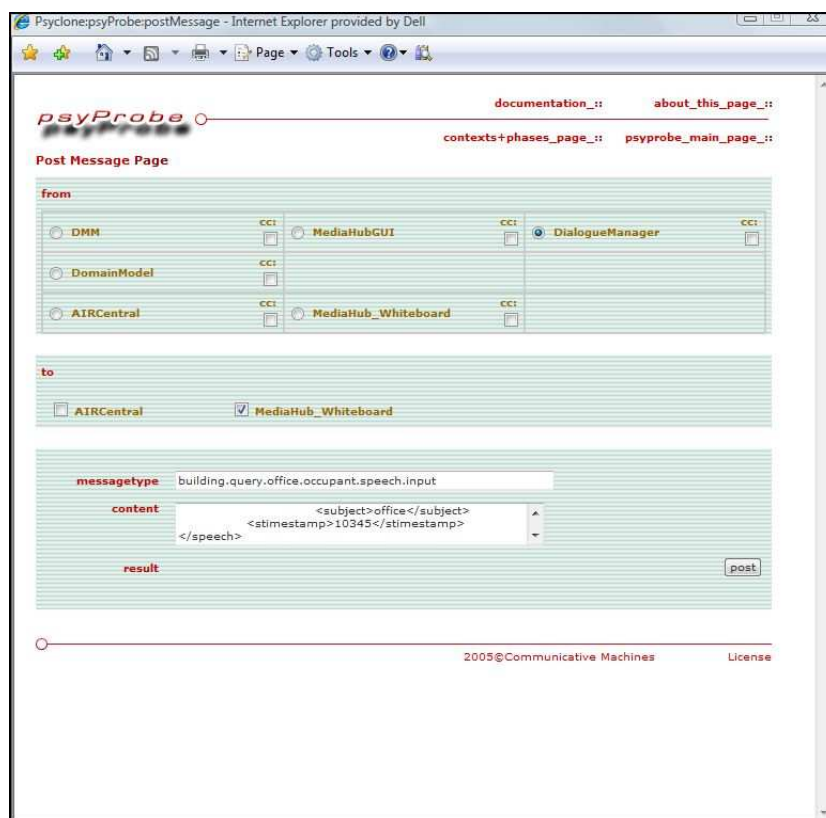 Psyclone:psyProbe:postMessage - Internet Explorer provided by Dell
Page Tools
psyProbe
documentation_:: about_this_page_::
contexts+phases_page_:: psyprobe_main_page_::
Post Message Page
from
DMM cc: MediaHubGUI cc: DialogueManager cc:
DomainModel cc:
AIRCentral cc: MediaHub_Whiteboard cc:
to
AIRCentral MediaHub_Whiteboard
messagetype building.query.office.occupant.speech.input
content <subject>office</subject>
<stimestamp>10345</stimestamp>
</speech>
result post
2005©Communicative Machines License